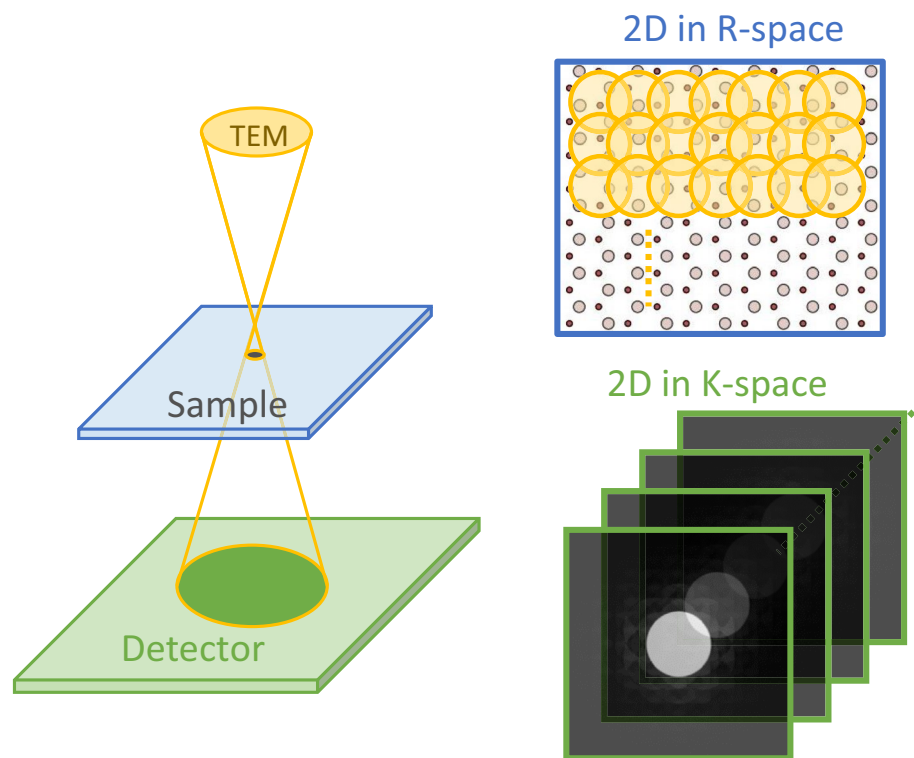 TEM
Sample
Detector
2D in R-space
2D in K-space